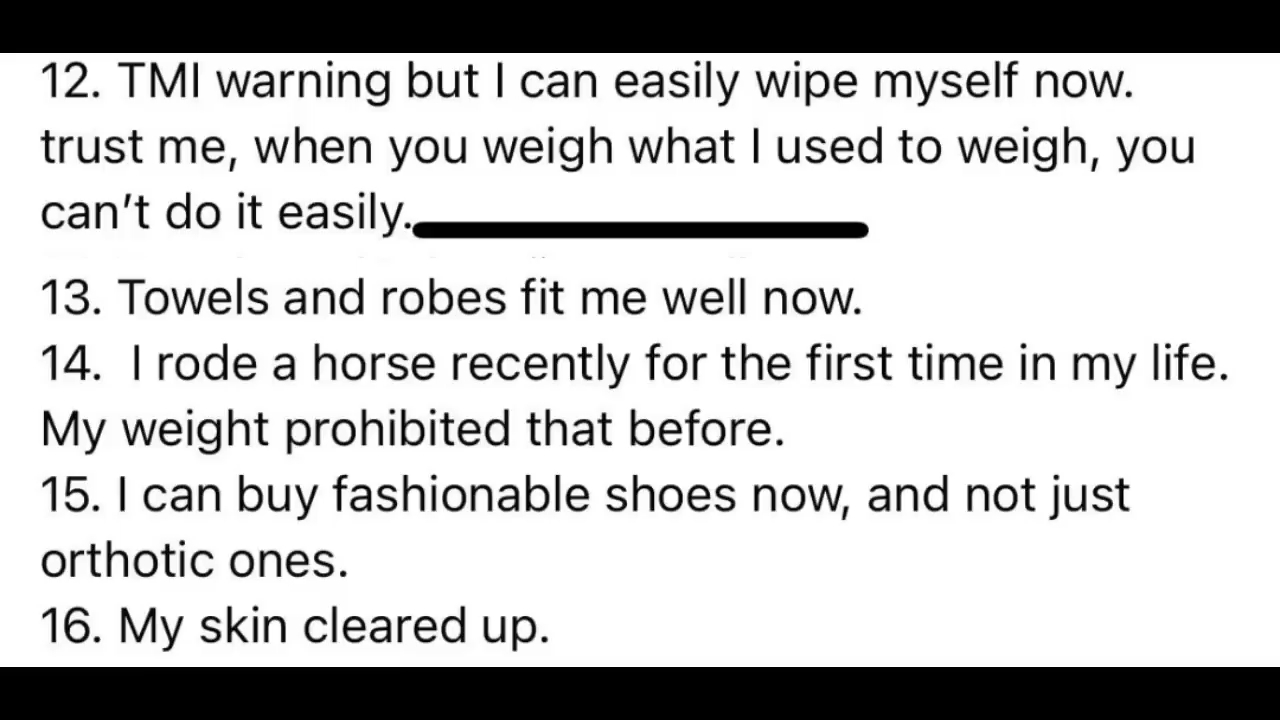 12. TMI warning but I can easily wipe myself now.
trust me, when you weigh what I used to weigh, you
can’t do it easily.
13. Towels and robes fit me well now.
14.  I rode a horse recently for the first time in my life.
My weight prohibited that before.
15. I can buy fashionable shoes now, and not just
orthotic ones.
16. My skin cleared up.